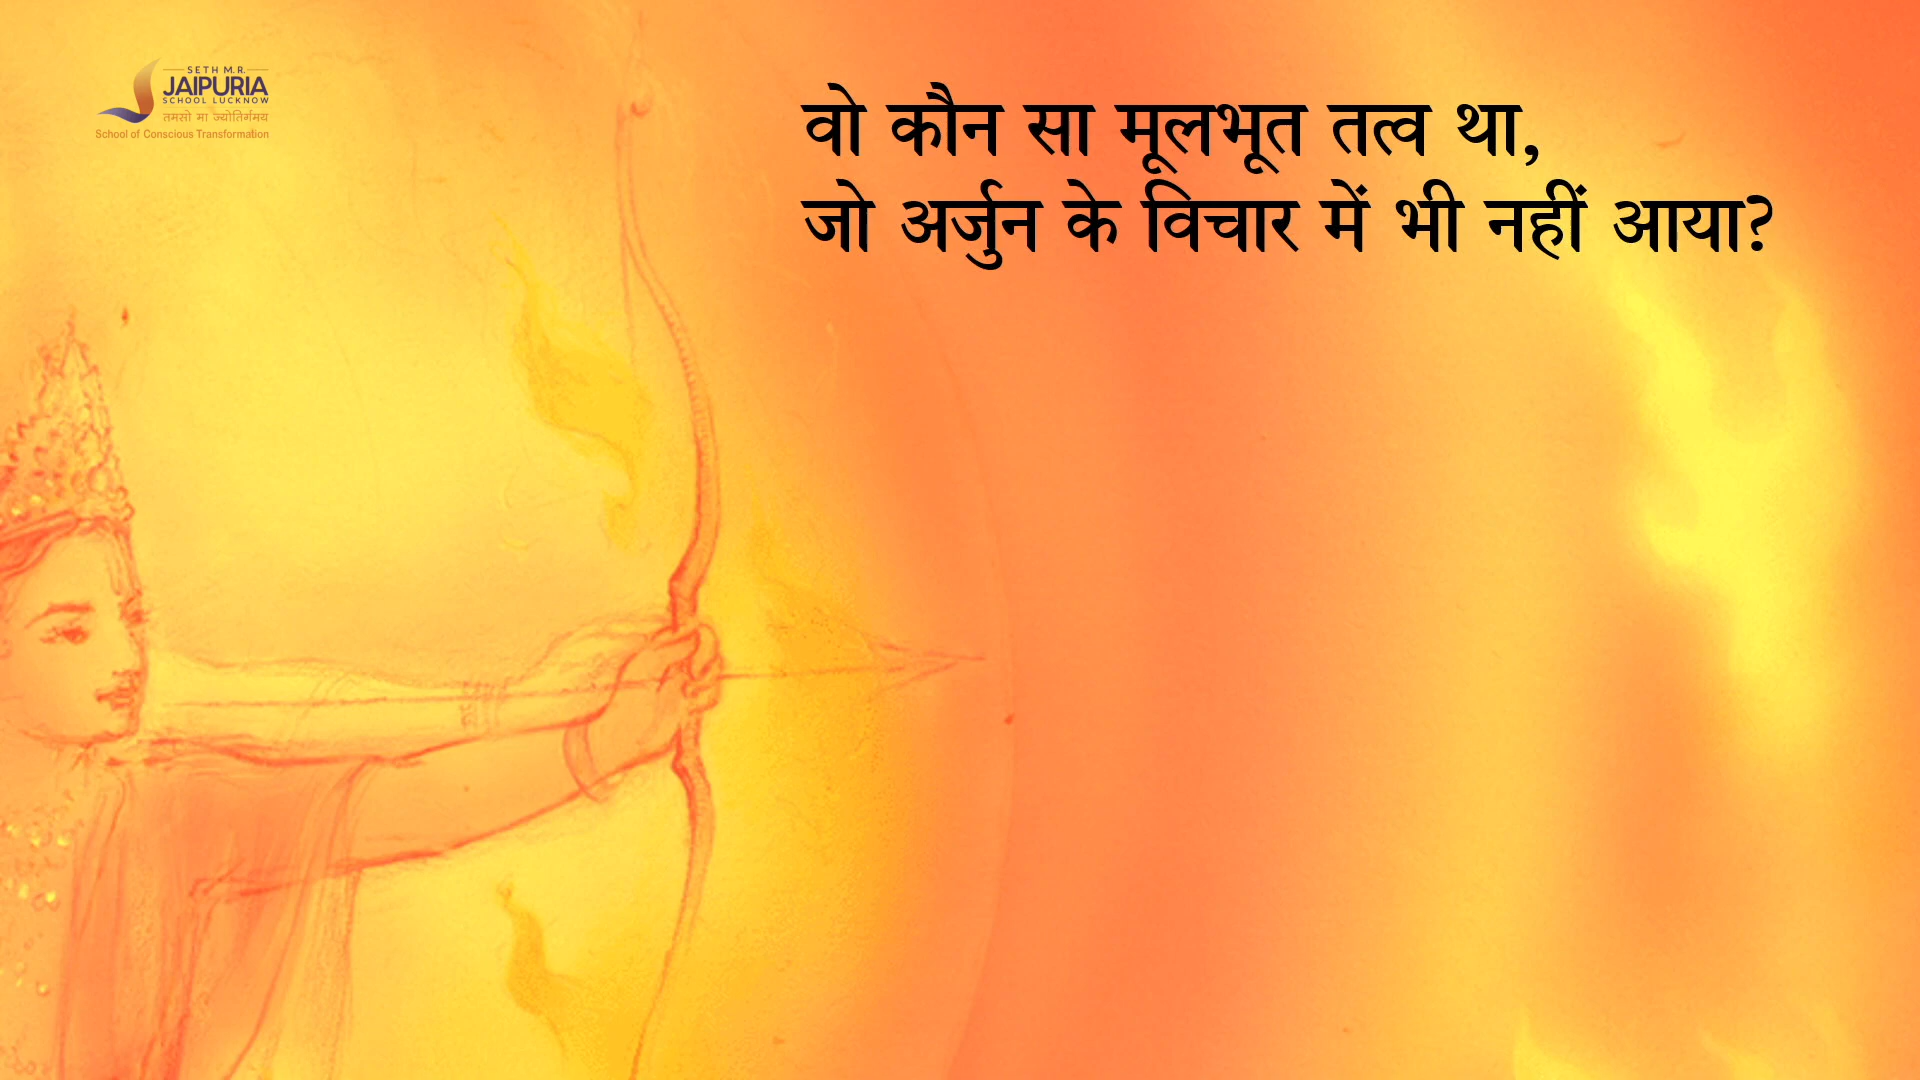 SETH M.R.
JAIPURIA
SCHOOL LUCKNOW
तमसो मा ज्योतिर्गमय
School of Conscious Transformation
वो कौन सा मूलभूत तत्व था,
जो अर्जुन के विचार में भी नहीं आया?